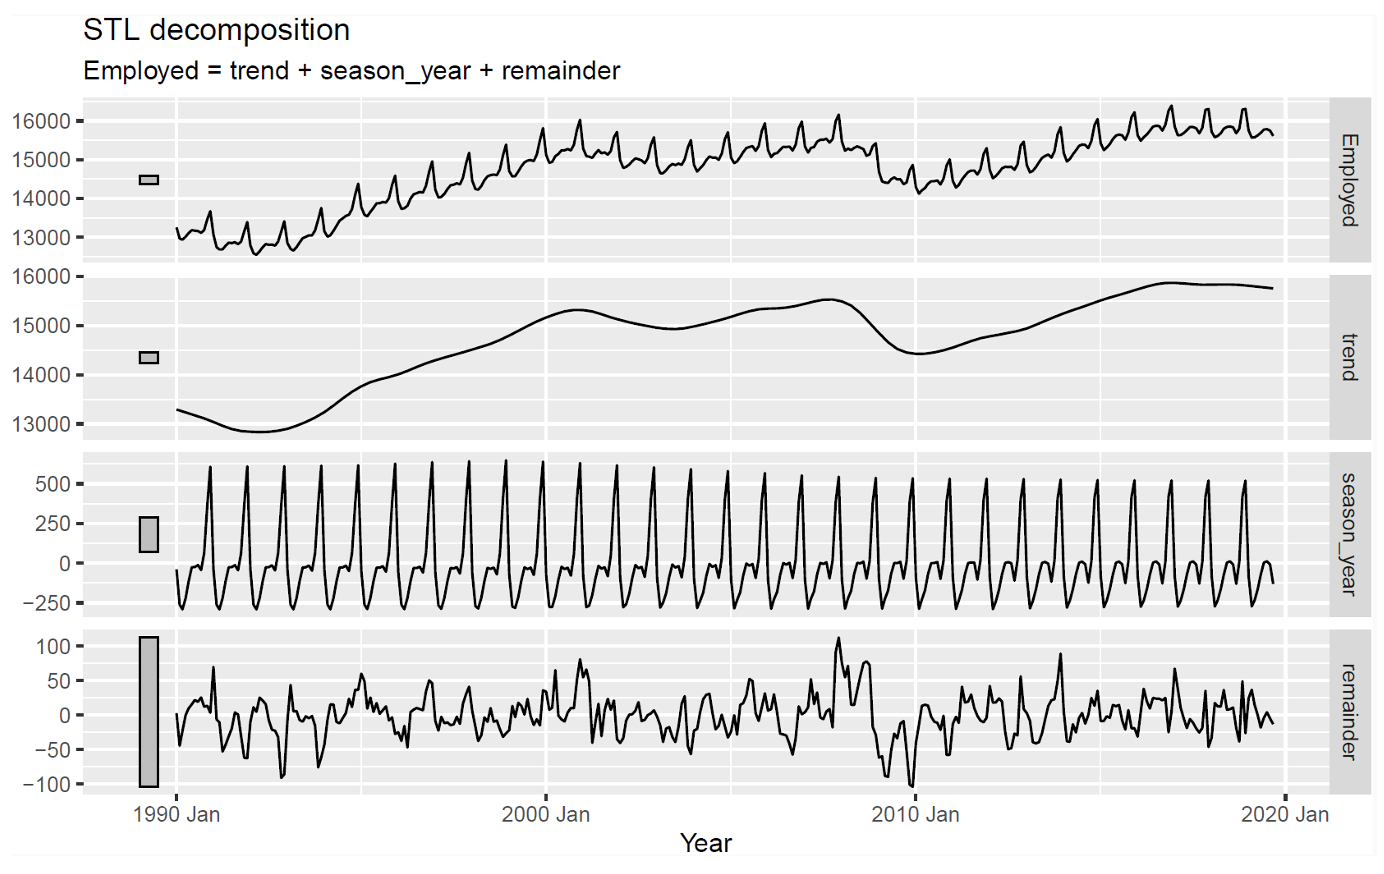 STL decomposition
Employed = trend + season_year + remainder
16000
15000
14000
13000
Employed
16000
15000
14000
13000
trend
500
250
0
−250
season_year
100
50
0
−50
−100
remainder
1990 Jan
2000 Jan
2010 Jan
2020 Jan
Year